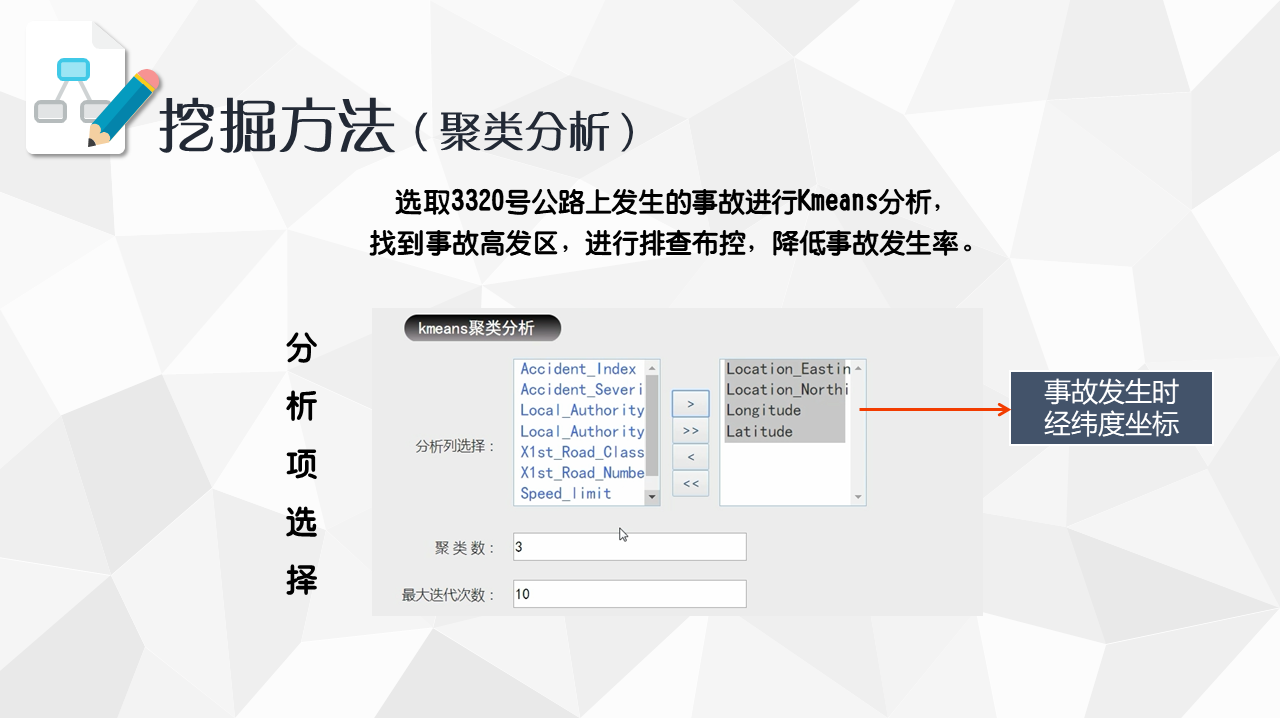 挖掘方法（聚类分析）
选取3320号公路上发生的事故进行Kmeans分析，
找到事故高发区，进行排查布控，降低事故发生率。
分析项选择
kmeans聚类分析
分析列选择：
Accident_Index
Accident_Severi
Local_Authority
Local_Authority
X1st_Road_Class
X1st_Road_Numbe
Speed_limit
>
>>
<
<<
Location_Eastin
Location_Northi
Longitude
Latitude
事故发生时
经纬度坐标
聚类数：
3
最大迭代次数：
10